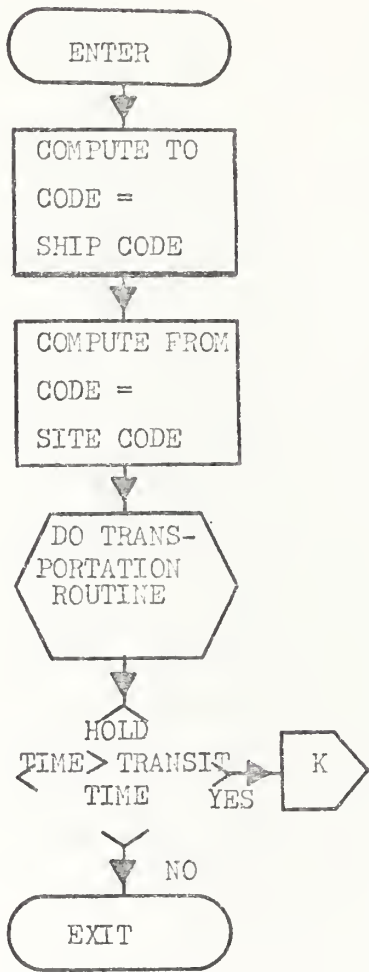 ENTER
COMPUTE TO
CODE =
SHIP CODE
COMPUTE FROM
CODE =
SITE CODE
DO TRANS-
PORTATION
ROUTINE
HOLD
TIME > TRANSIT
TIME
YES
K
NO
EXIT